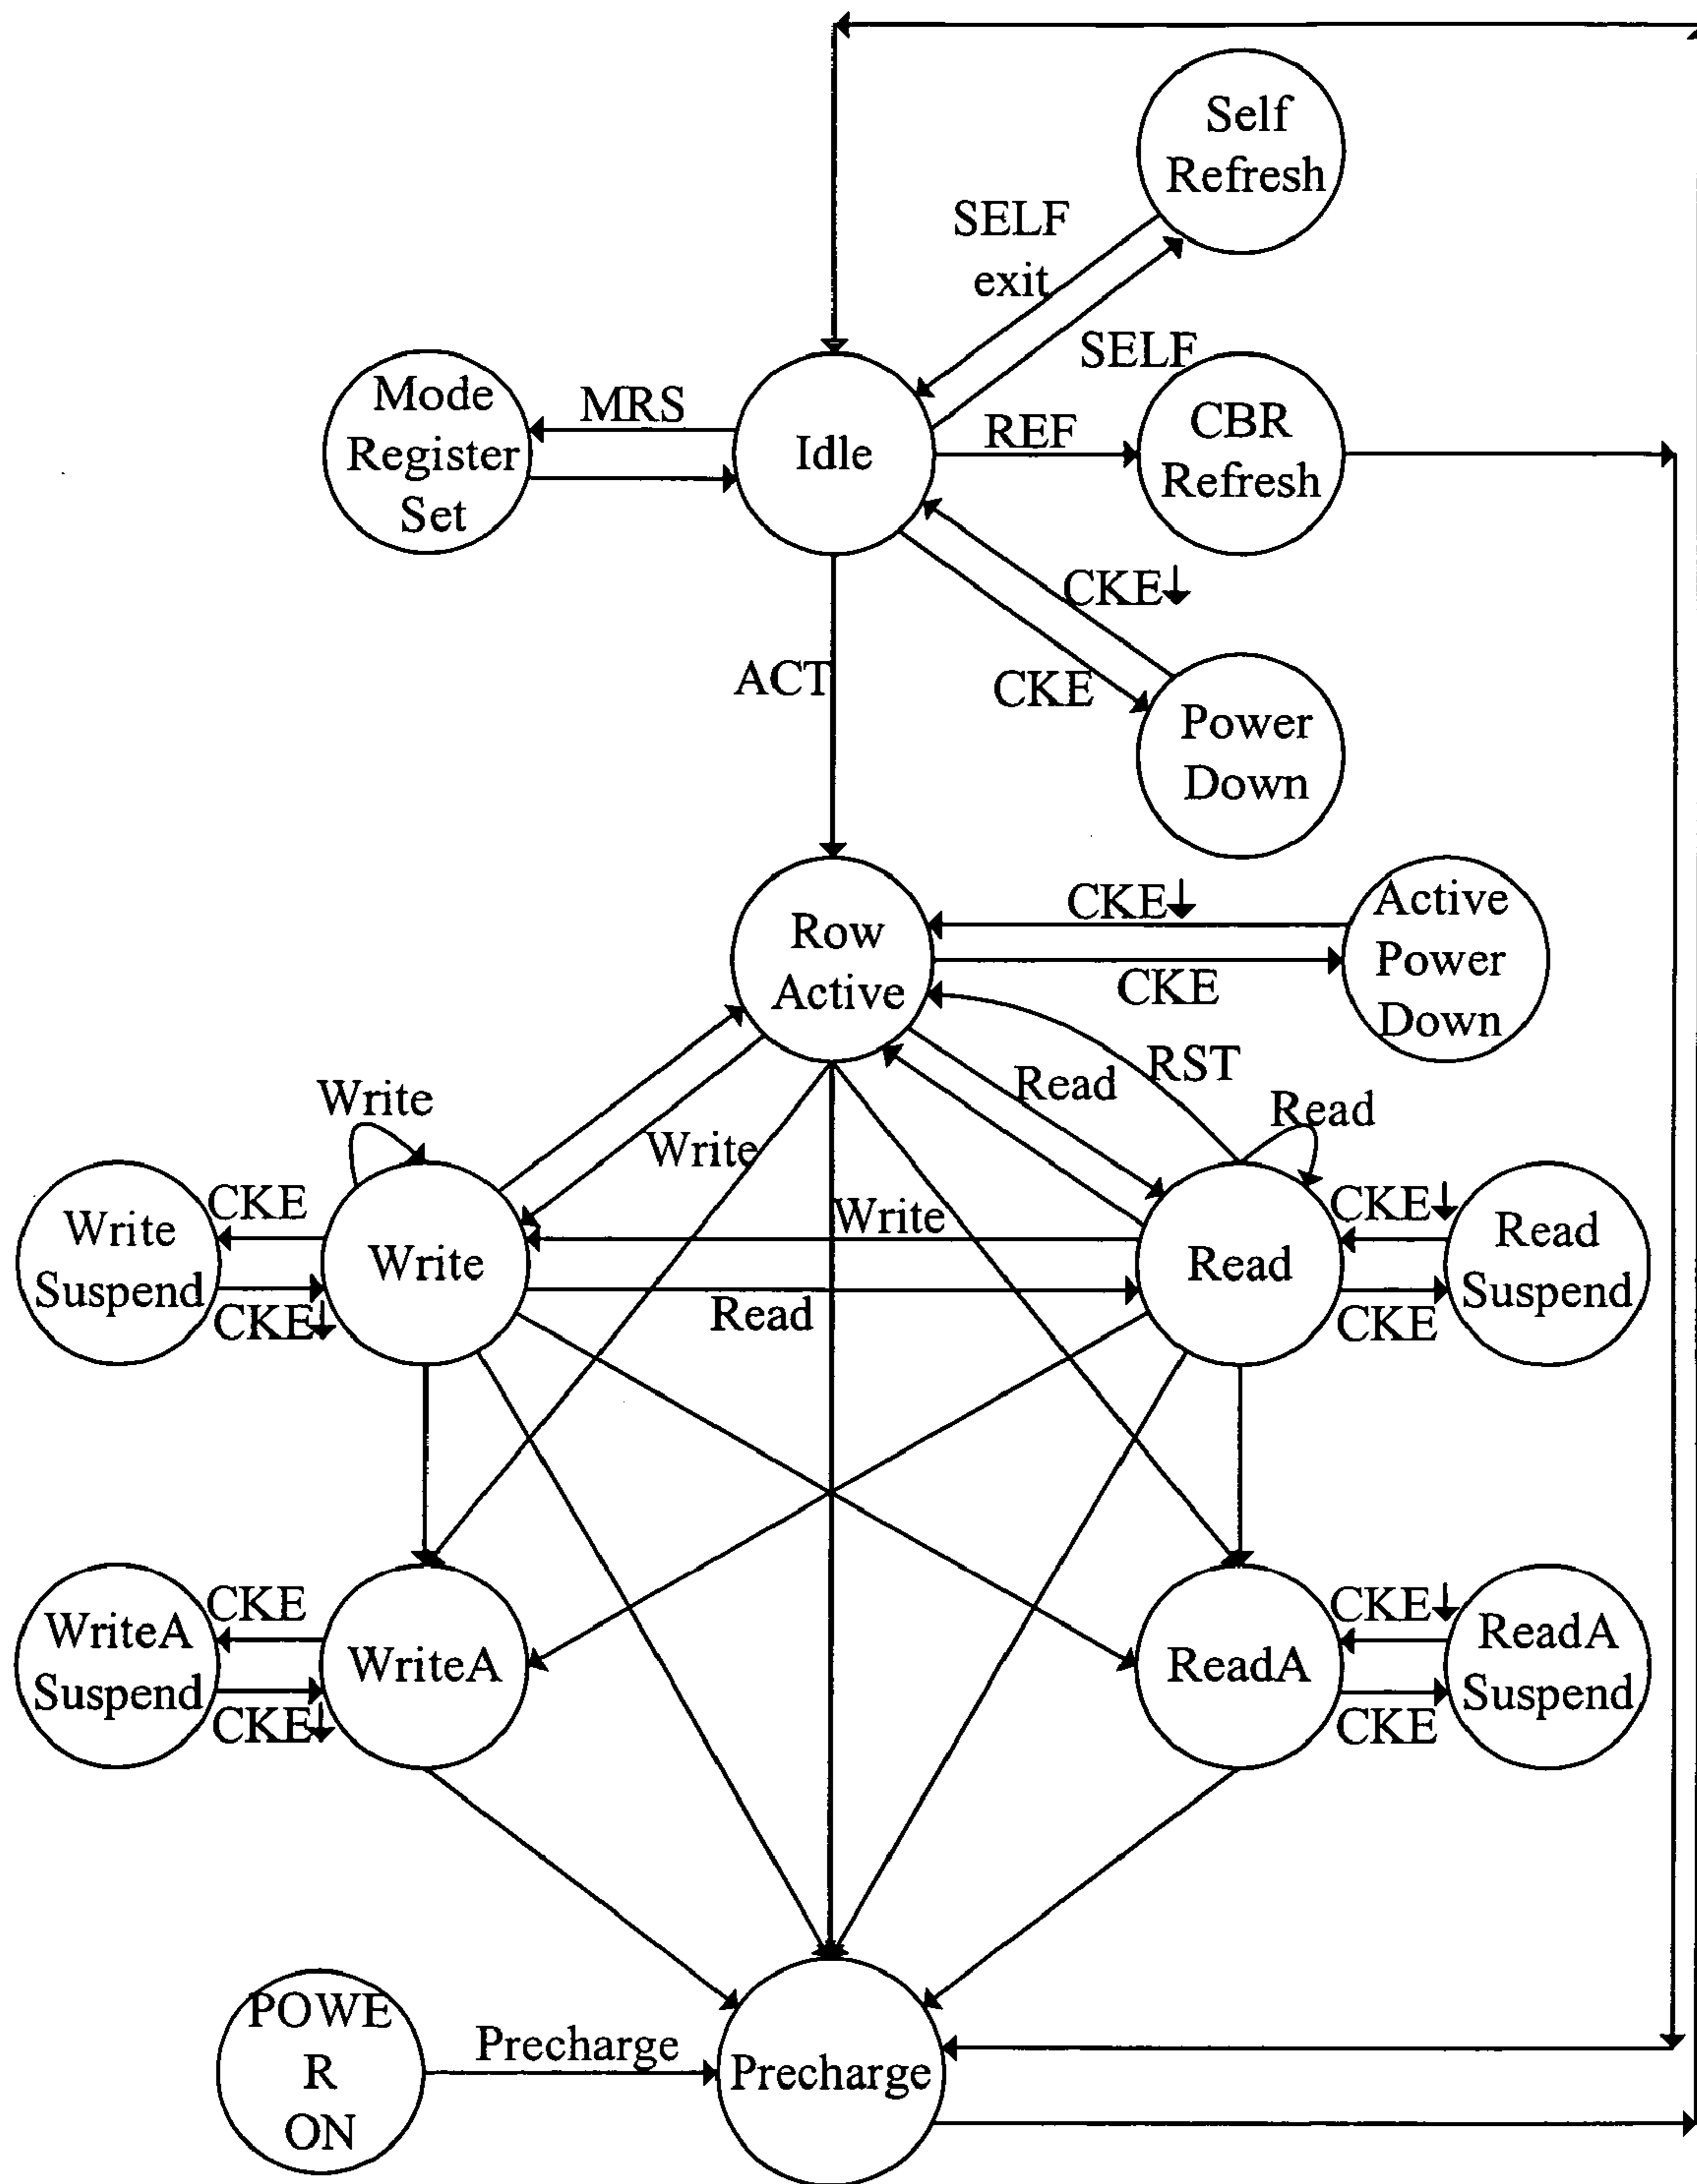 Self
Refresh
SELF
exit
SELF
Mode
Register
Set
MRS
Idle
REF
CBR
Refresh
CKE↓
ACT
CKE
Power
Down
Row
Active
CKE↓
CKE
Active
Power
Down
RST
Read
Write
Read
Write
Write
Suspend
CKE
CKE↓
Write
Write
Read
Read
CKE↓
CKE
Read
Suspend
WriteA
Suspend
CKE
CKE↓
WriteA
ReadA
CKE↓
CKE
ReadA
Suspend
POWE
R
ON
Precharge
Precharge